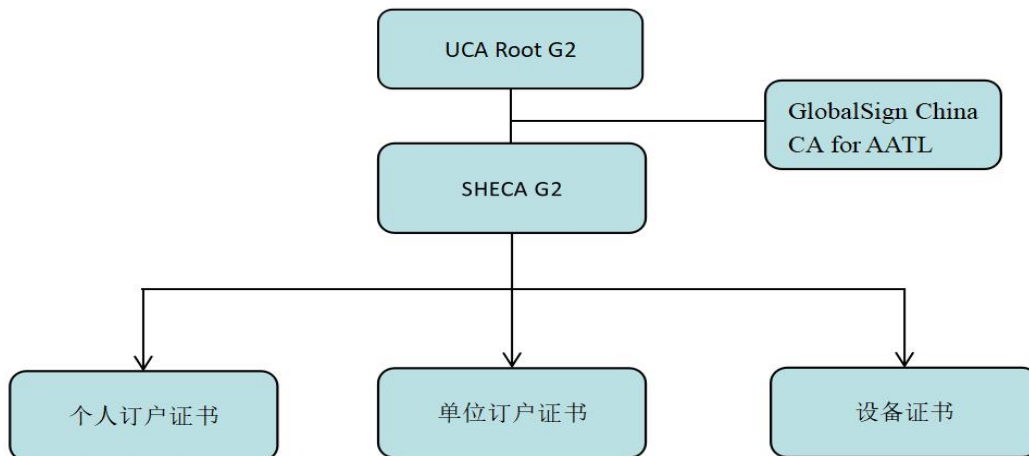 UCA Root G2
GlobalSign China
CA for AATL
SHECA G2
个人订户证书
单位订户证书
设备证书